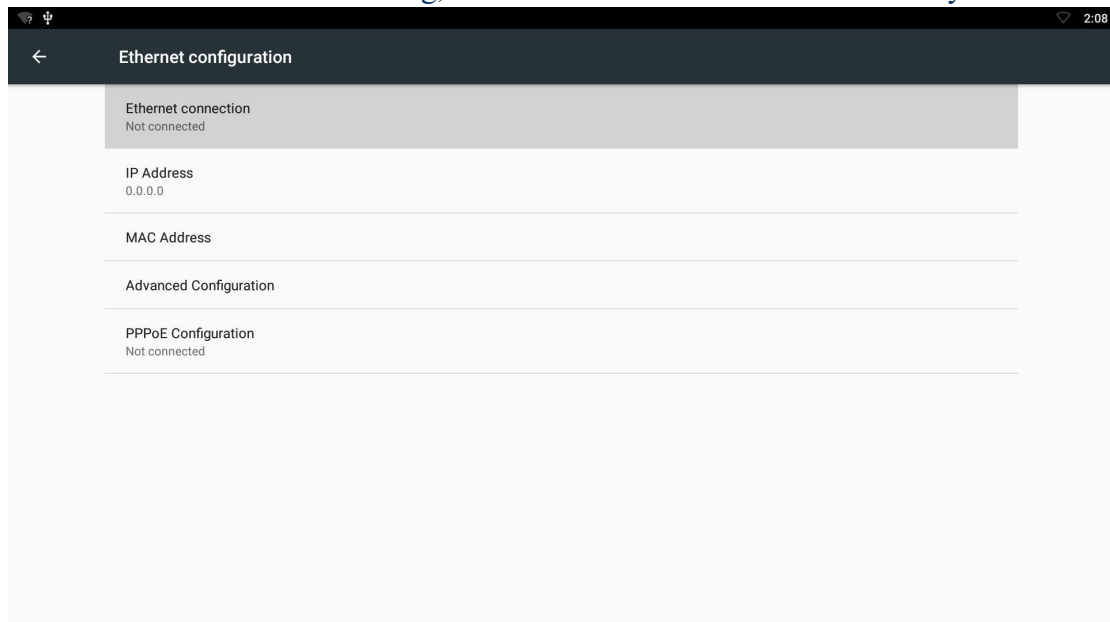 2:08
Ethernet configuration
Ethernet connection
Not connected
IP Address
0.0.0.0
MAC Address
Advanced Configuration
PPPoE Configuration
Not connected